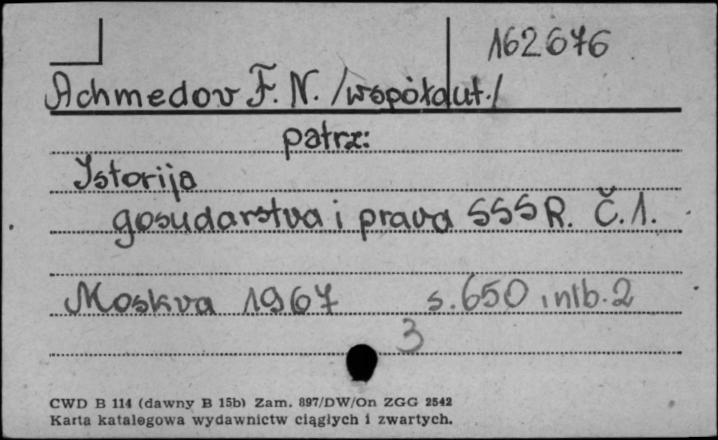 162676
Achmedov F. N. /współaut./
patrz:
Istorija
gosudarstva i prava SSSR. Č.1.
Moskva 1967 s.650, nlb.2
3
CWD B 114 (dawny B 15b) Zam. 897/DW/On ZGG 2542
Karta katalogowa wydawnictw ciągłych i zwartych.